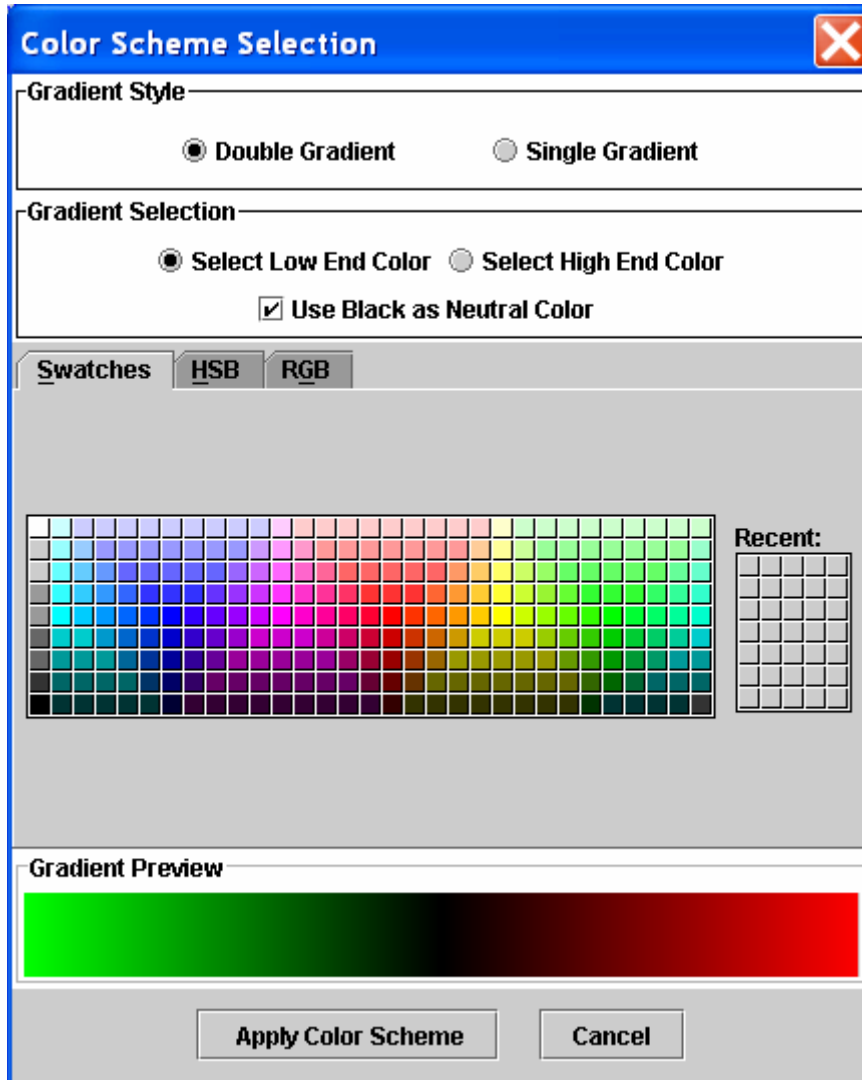 Color Scheme Selection
Gradient Style
Double Gradient Single Gradient
Gradient Selection
Select Low End Color Select High End Color
Use Black as Neutral Color
Swatches HSB RGB
Recent:
Gradient Preview
Apply Color Scheme Cancel